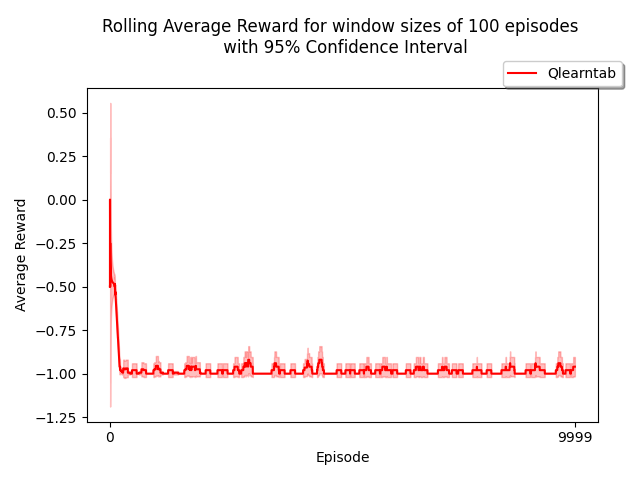 Rolling Average Reward for window sizes of 100 episodes
with 95% Confidence Interval
Qlearntab
0.50
0.25
0.00
−0.25
−0.50
−0.75
−1.00
−1.25
Average Reward
0 9999
Episode